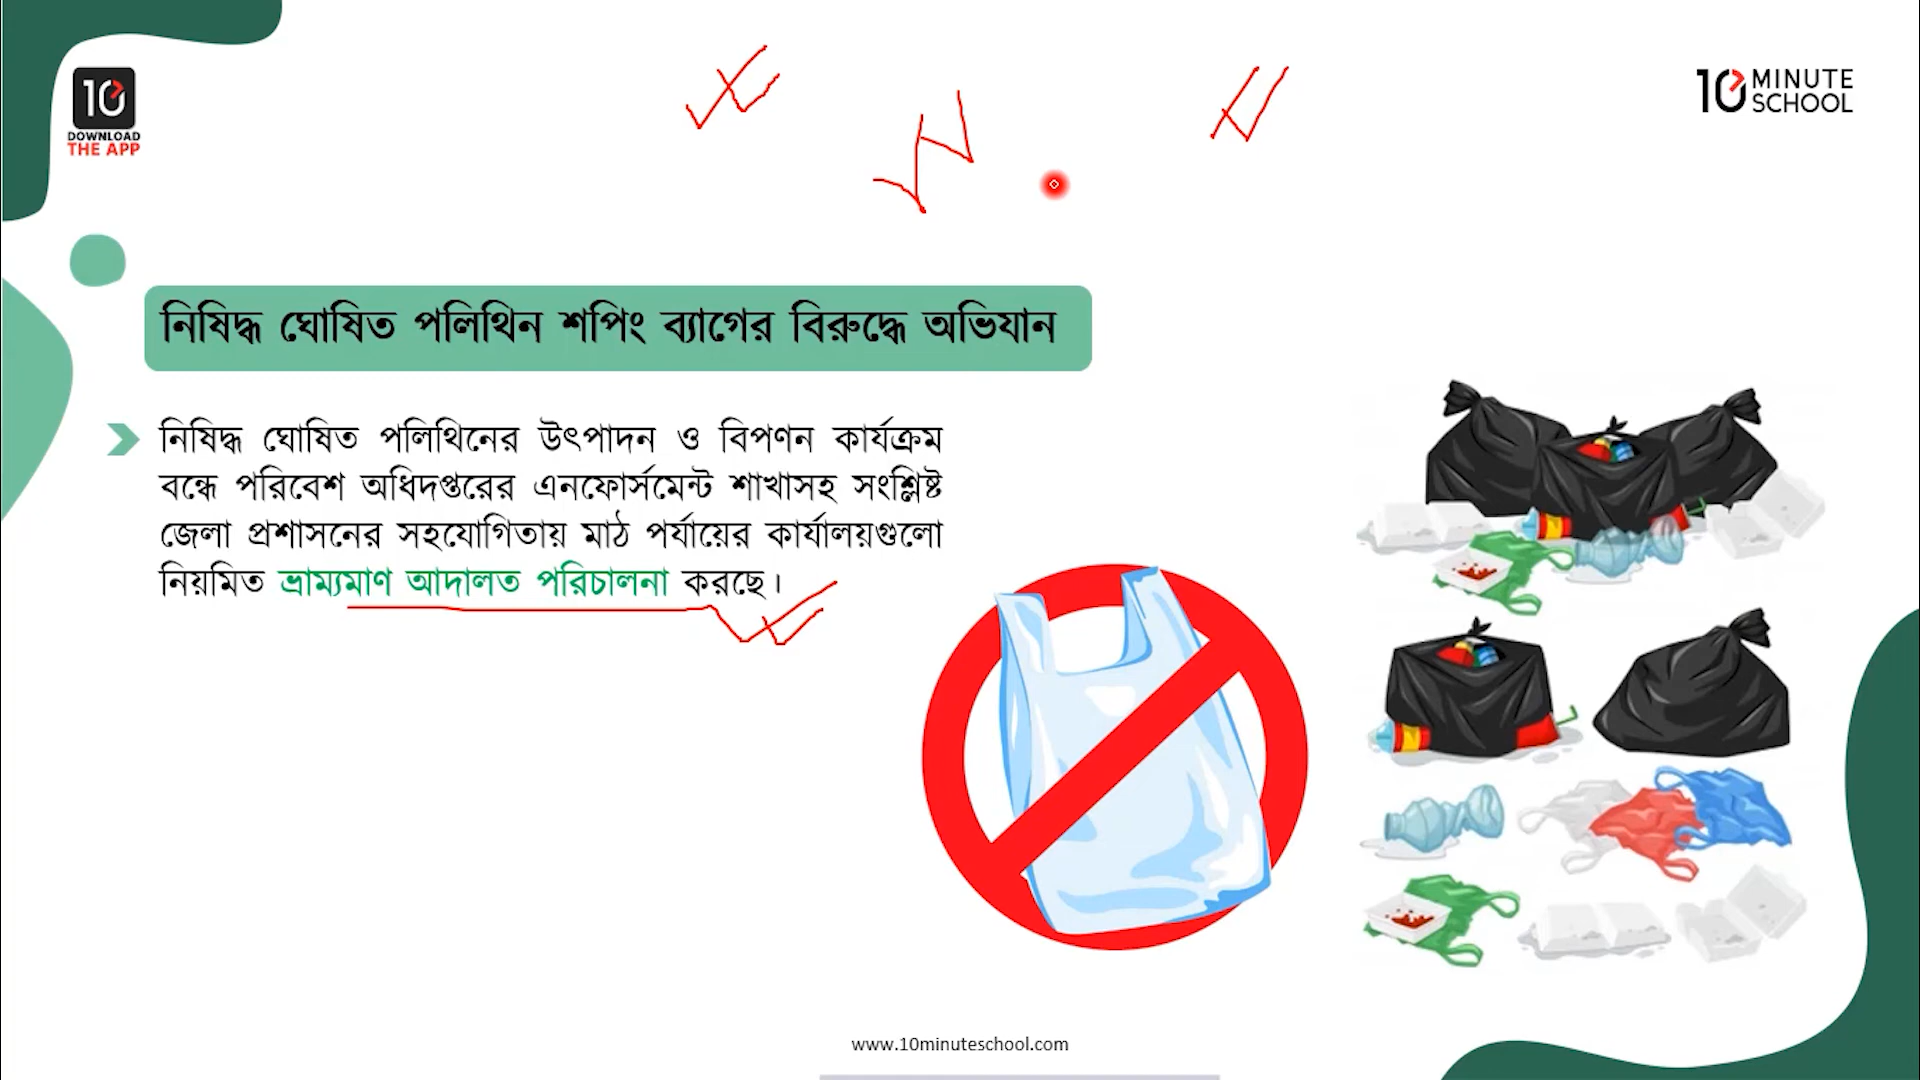 10
DOWNLOAD
THE APP
10 MINUTE
SCHOOL
নিষিদ্ধ ঘোষিত পলিথিন শপিং ব্যাগের বিরুদ্ধে অভিযান
নিষিদ্ধ ঘোষিত পলিথিনের উৎপাদন ও বিপণন কার্যক্রম
বন্ধে পরিবেশ অধিদপ্তরের এনফোর্সমেন্ট শাখাসহ সংশ্লিষ্ট
জেলা প্রশাসনের সহযোগিতায় মাঠ পর্যায়ের কার্যালয়গুলো
নিয়মিত ভ্রাম্যমাণ আদালত পরিচালনা করছে।
www.10minuteschool.com